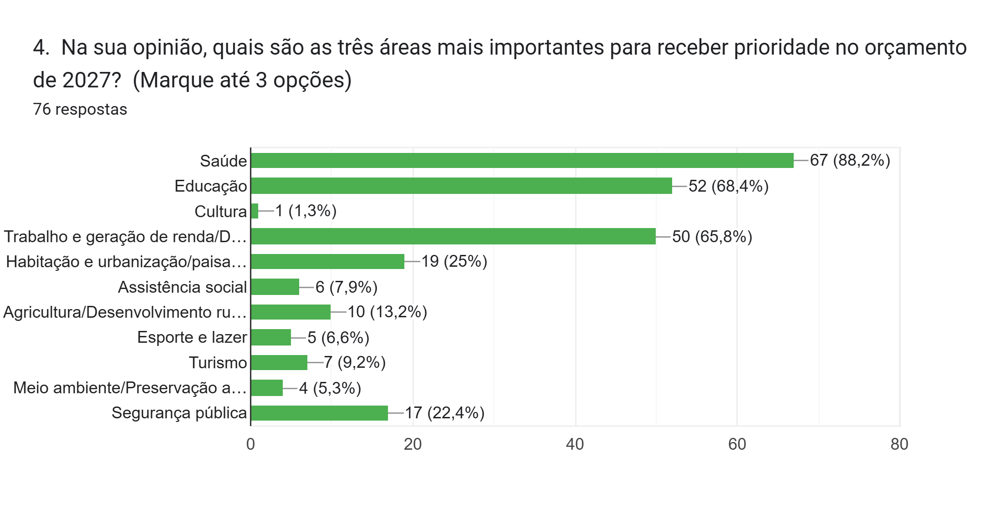 4.  Na sua opinião, quais são as três áreas mais importantes para receber prioridade no orçamento
de 2027?  (Marque até 3 opções)
76 respostas
Saúde 67 (88,2%)
Educação 52 (68,4%)
Cultura 1 (1,3%)
Trabalho e geração de renda/D… 50 (65,8%)
Habitação e urbanização/paisa… 19 (25%)
Assistência social 6 (7,9%)
Agricultura/Desenvolvimento ru… 10 (13,2%)
Esporte e lazer 5 (6,6%)
Turismo 7 (9,2%)
Meio ambiente/Preservação a… 4 (5,3%)
Segurança pública 17 (22,4%)
0 20 40 60 80